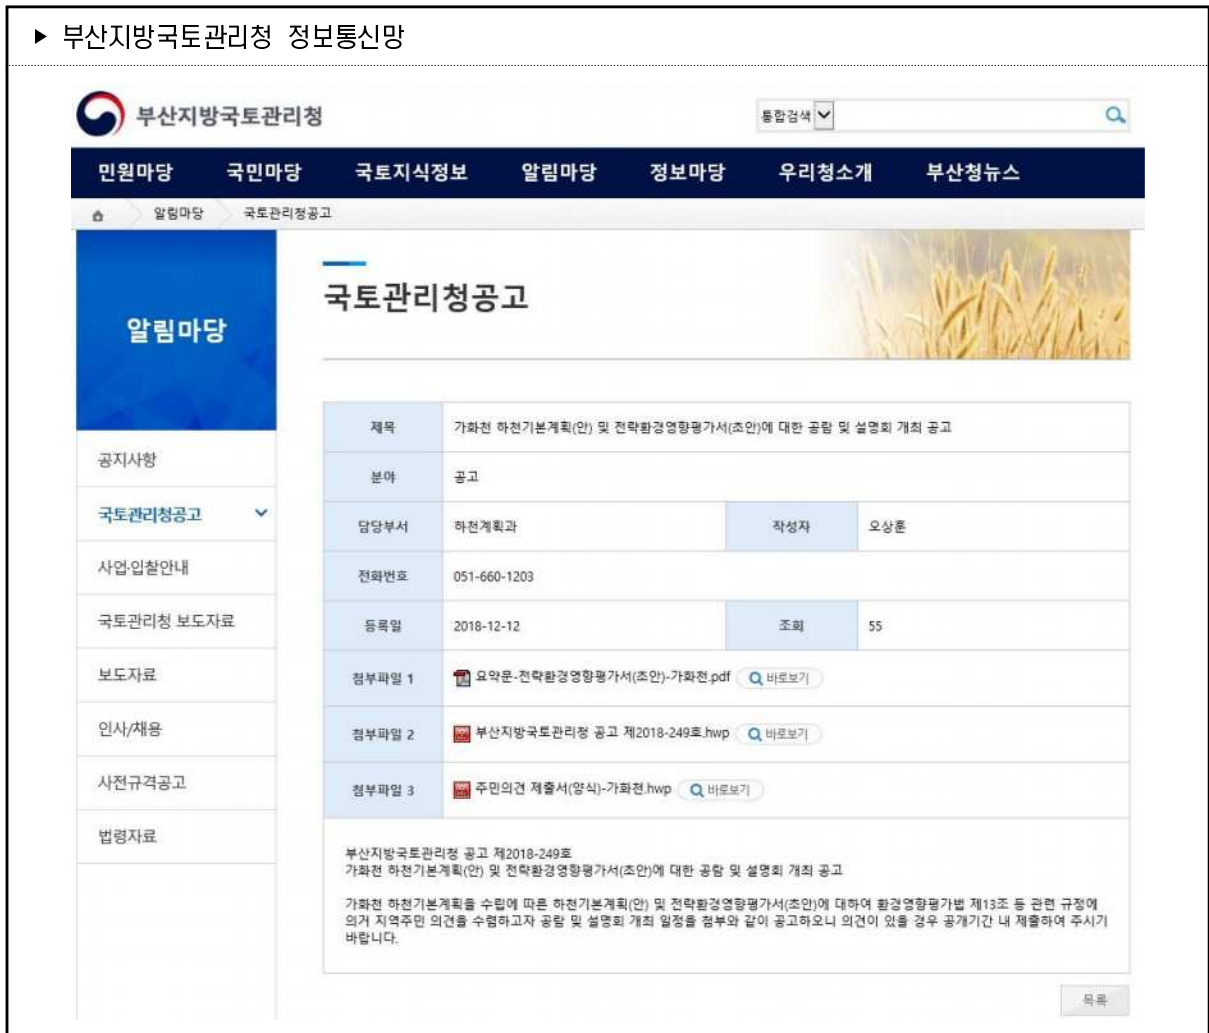 ▶ 부산지방국토관리청 정보통신망
부산지방국토관리청
통합검색
민원마당 국민마당 국토지식정보 알림마당 정보마당 우리청소개 부산청뉴스
알림마당 국토관리청공고
알림마당
국토관리청공고
공지사항
국토관리청공고
사업·입찰안내
국토관리청 보도자료
보도자료
인사/채용
사전규격공고
법령자료
제목 가화천 하천기본계획(안) 및 전략환경영향평가서(초안)에 대한 공람 및 설명회 개최 공고
분야 공고
담당부서 하천계획과 작성자 오상훈
전화번호 051-660-1203
등록일 2018-12-12 조회 55
첨부파일 1 요약문-전략환경영향평가서(초안)-가화천.pdf 바로보기
첨부파일 2 부산지방국토관리청 공고 제2018-249호.hwp 바로보기
첨부파일 3 주민의견 제출서(양식)-가화천.hwp 바로보기
부산지방국토관리청 공고 제2018-249호
가화천 하천기본계획(안) 및 전략환경영향평가서(초안)에 대한 공람 및 설명회 개최 공고
가화천 하천기본계획을 수립에 따른 하천기본계획(안) 및 전략환경영향평가서(초안)에 대하여 환경영향평가법 제13조 등 관련 규정에
의거 지역주민 의견을 수렴하고자 공람 및 설명회 개최 일정을 첨부와 같이 공고하오니 의견이 있을 경우 공개기간 내 제출하여 주시기
바랍니다.
목록